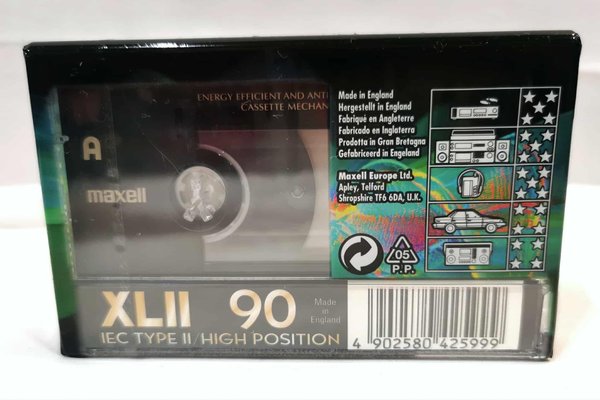 ENERGY EFFICIENT AND
CASSETTE
A
maxell
Made in England
Hergestellt in England
Fabriqué en Angleterre
Fabricado en Inglaterra
Prodotta in Gran Bretagna
Gefabriceerd in Engeland
Maxell Europe Ltd.
Apley, Telford
Shropshire TF6 6DA, U.K.
05
P.P.
XLII 90
Made in
England
IEC TYPE II/HIGH POSITION
4 902580 425999